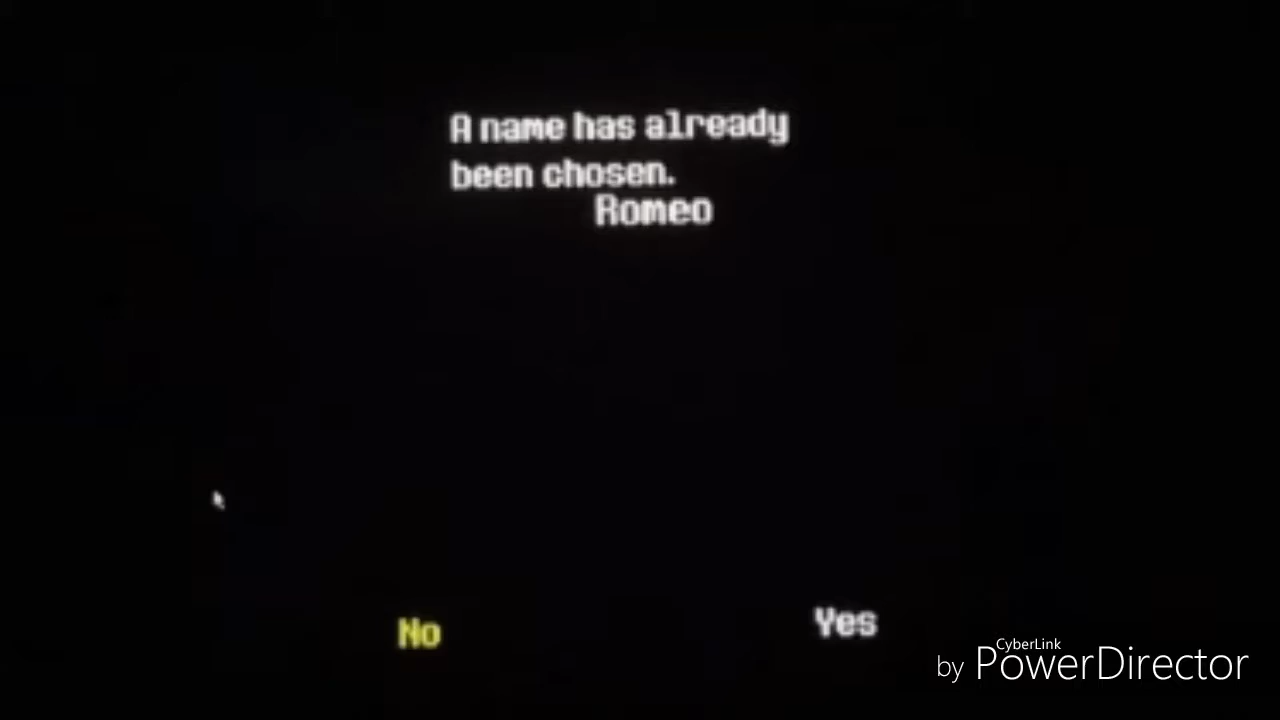 A name has already
been chosen.
Romeo
No
Yes
CyberLink
by PowerDirector